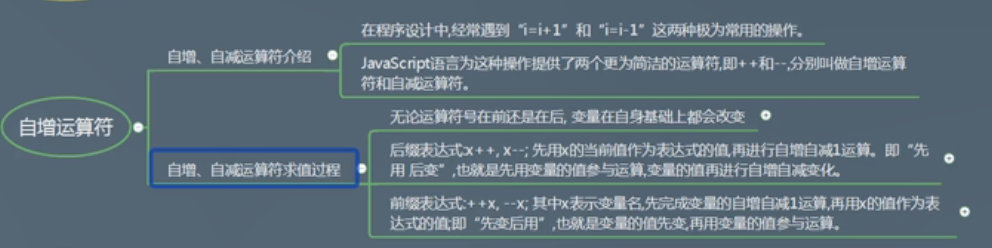 在程序设计中,经常遇到“i=i+1”和“i=i-1”这两种极为常用的操作。
自增、自减运算符介绍
JavaScript语言为这种操作提供了两个更为简洁的运算符,即++和--,分别叫做自增运算
符和自减运算符。
自增运算符
无论运算符号在前还是在后, 变量在自身基础上都会改变
后缀表达式:x++, x--; 先用x的当前值作为表达式的值,再进行自增自减1运算。即“先
用 后变”,也就是先用变量的值参与运算,变量的值再进行自增自减变化。
自增、自减运算符求值过程
前缀表达式:++x, --x; 其中x表示变量名,先完成变量的自增自减1运算,再用x的值作为表
达式的值;即“先变后用”,也就是变量的值先变,再用变量的值参与运算。